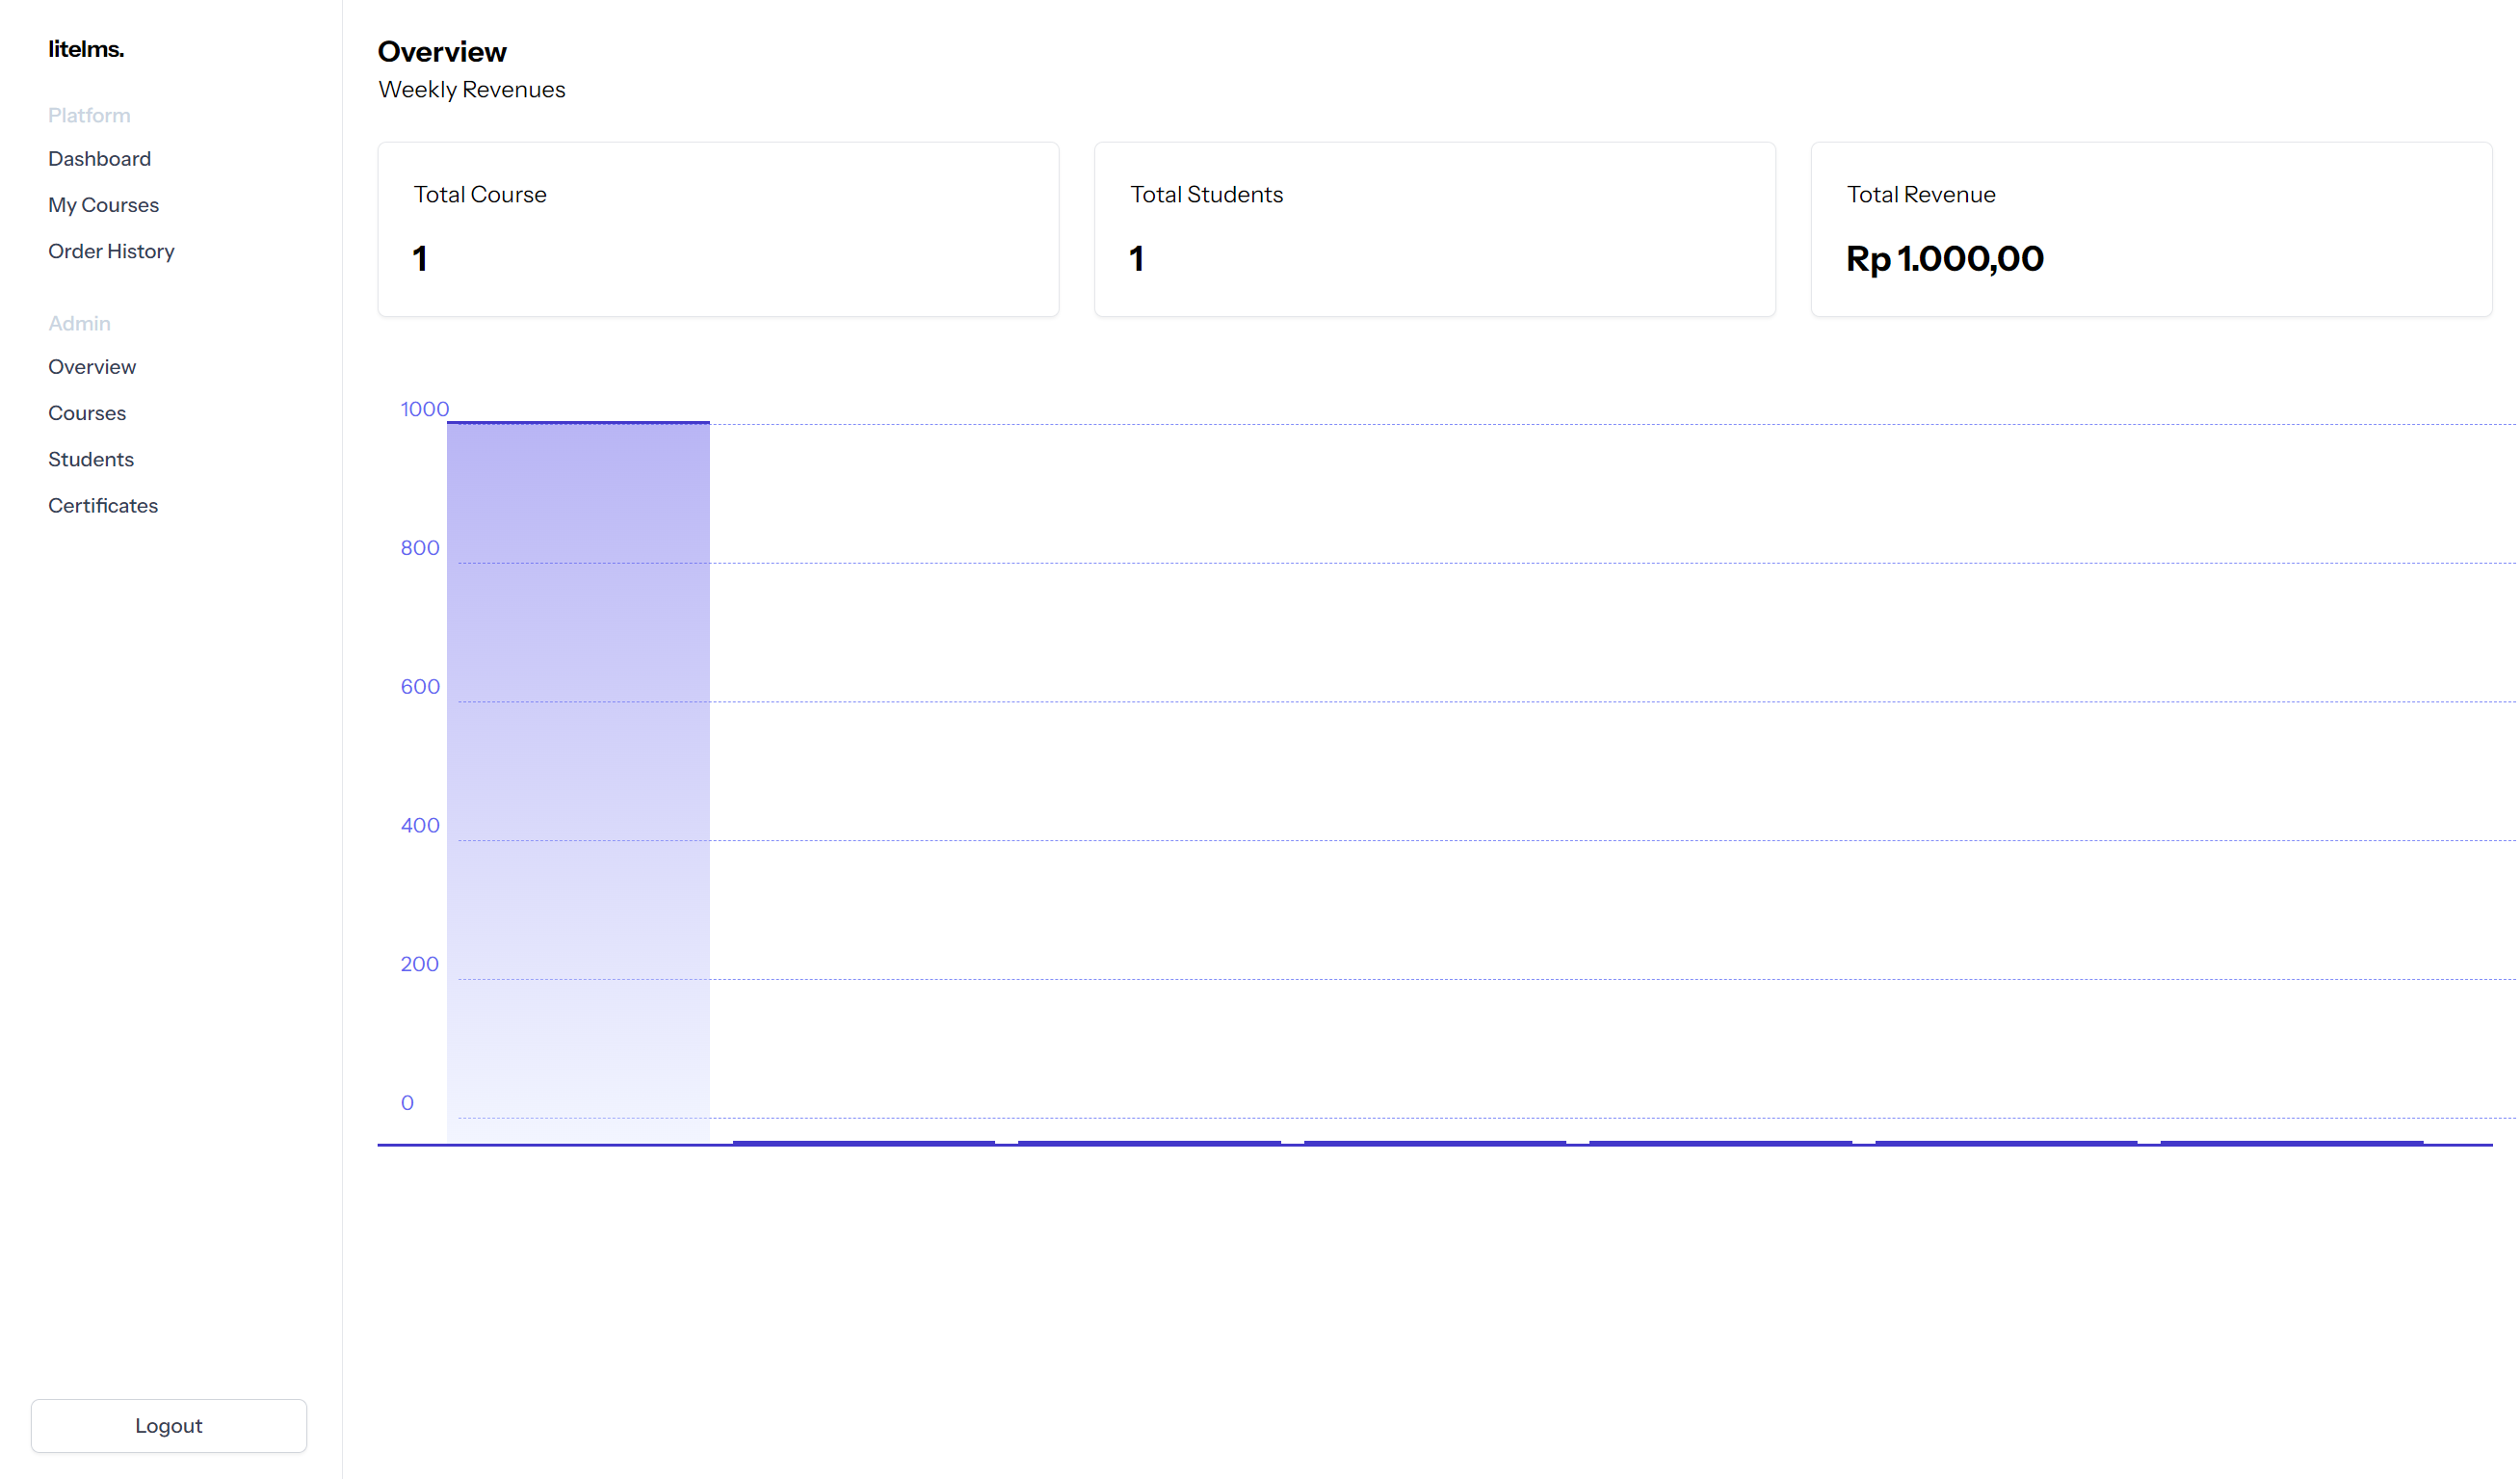 litelms.
Platform
Dashboard
My Courses
Order History
Admin
Overview
Courses
Students
Certificates
Logout
Overview
Weekly Revenues
Total Course
1
Total Students
1
Total Revenue
Rp 1.000,00
1000
800
600
400
200
0